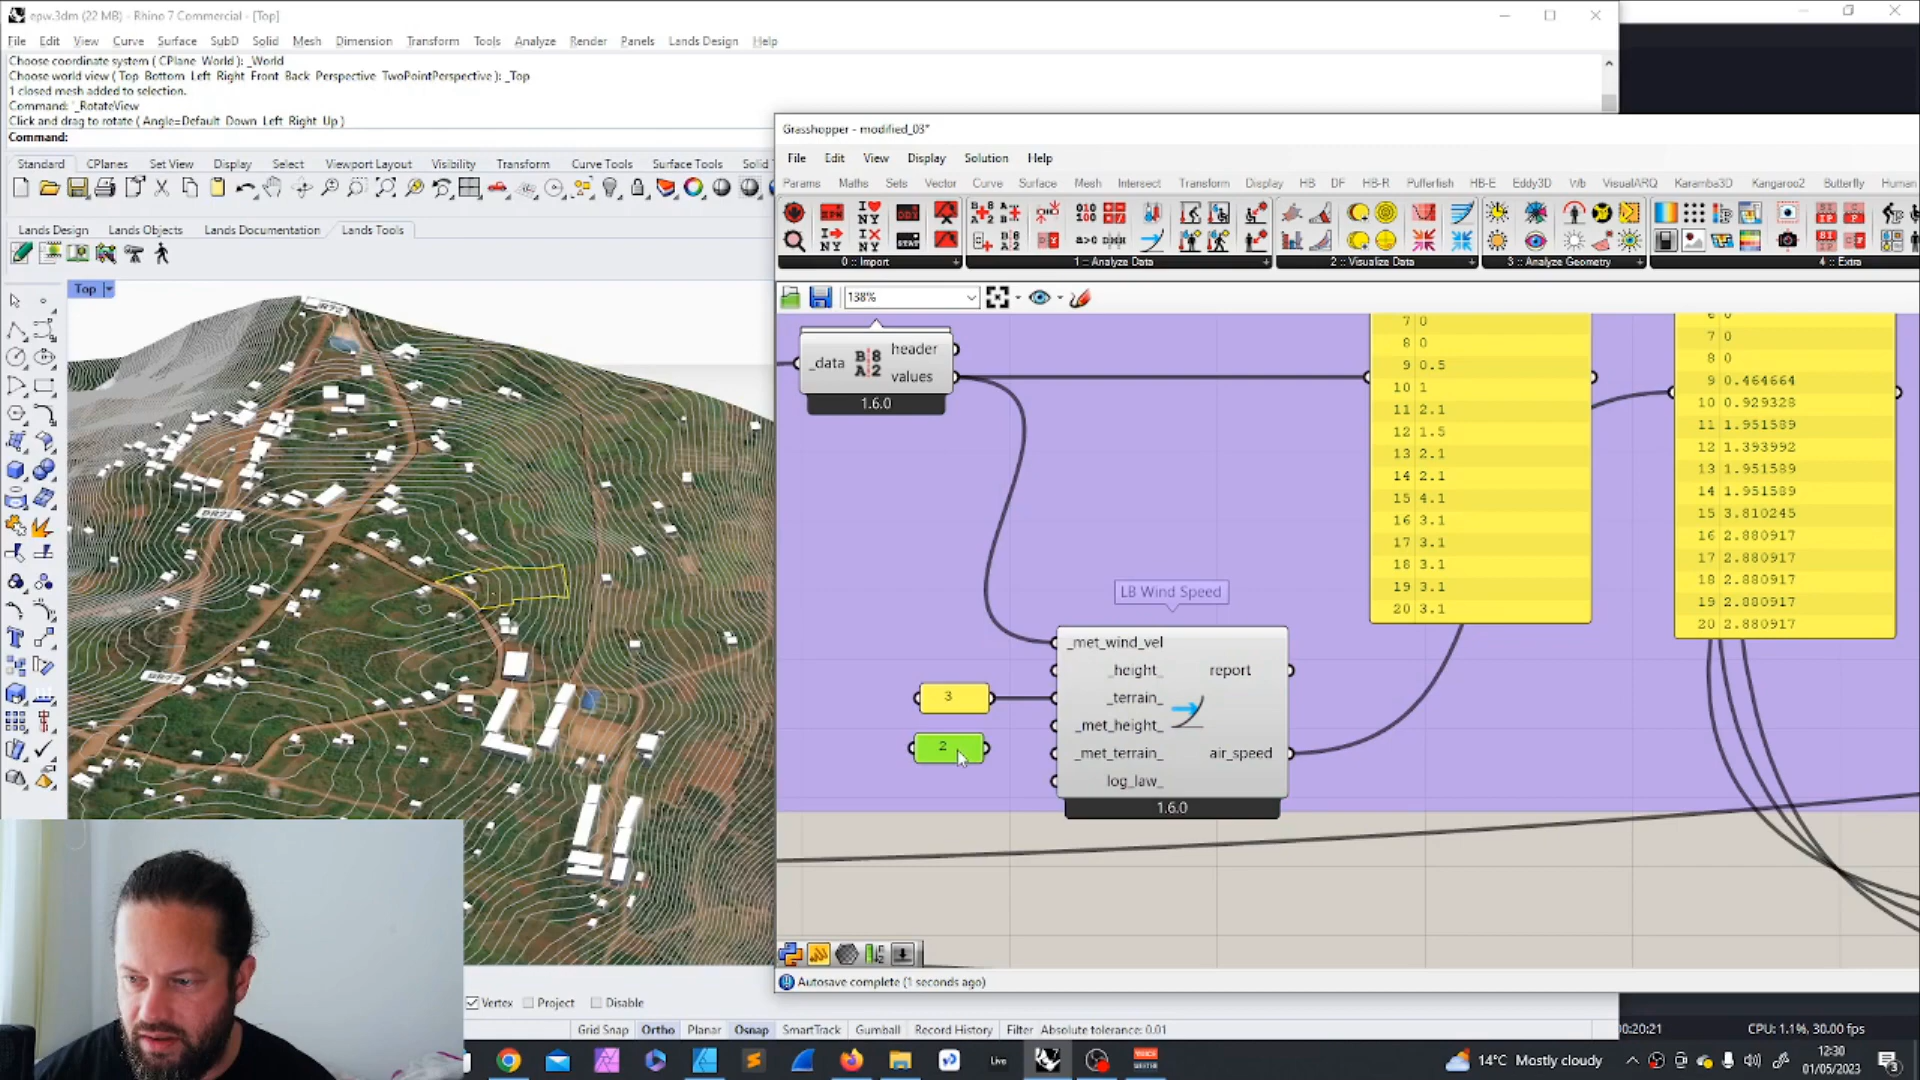 epw.3dm (22 MB) - Rhino 7 Commercial - [Top]
File Edit View Curve Surface SubD Solid Mesh Dimension Transform Tools Analyze Render Panels Lands Design Help
Choose coordinate system ( CPlane World ): _World
Choose world view ( Top Bottom Left Right Front Back Perspective TwoPointPerspective ): _Top
1 closed mesh added to selection.
Command: '_RotateView
Click and drag to rotate ( Angle=Default Down Left Right Up )
Command:
Standard CPlanes Set View Display Select Viewport Layout Visibility Transform Curve Tools Surface Tools Solid T
Lands Design Lands Objects Lands Documentation Lands Tools
Top
Grasshopper - modified_03*
File Edit View Display Solution Help
Params Maths Sets Vector Curve Surface Mesh Intersect Transform Display HB DF HB-R Pufferfish HB-E Eddy3D Wb VisualARQ Karamba3D Kangaroo2 Butterfly Human
0 :: Import 1 :: Analyze Data 2 :: Visualize Data 3 :: Analyze Geometry 4 :: Extra
138%
_data
header
values
1.6.0
7 0
8 0
9 0.5
10 1
11 2.1
12 1.5
13 2.1
14 2.1
15 4.1
16 3.1
17 3.1
18 3.1
19 3.1
20 3.1
6 0
7 0
8 0
9 0.464664
10 0.929328
11 1.951589
12 1.393992
13 1.951589
14 1.951589
15 3.810245
16 2.880917
17 2.880917
18 2.880917
19 2.880917
20 2.880917
LB Wind Speed
_met_wind_vel
_height_
_terrain_
_met_height_
_met_terrain_
log_law_
report
air_speed
1.6.0
3
2
Autosave complete (1 seconds ago)
Vertex Project Disable
Grid Snap Ortho Planar Osnap SmartTrack Gumball Record History Filter Absolute tolerance: 0.01
0:20:21 CPU: 1.1%, 30.00 fps
Live
14°C Mostly cloudy
12:30
01/05/2023
3